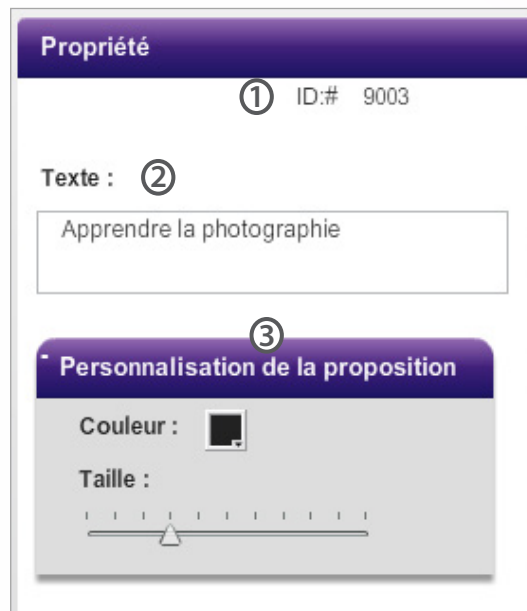 Propriété
① ID:# 9003
Texte : ②
Apprendre la photographie
③
- Personnalisation de la proposition
Couleur :
Taille :